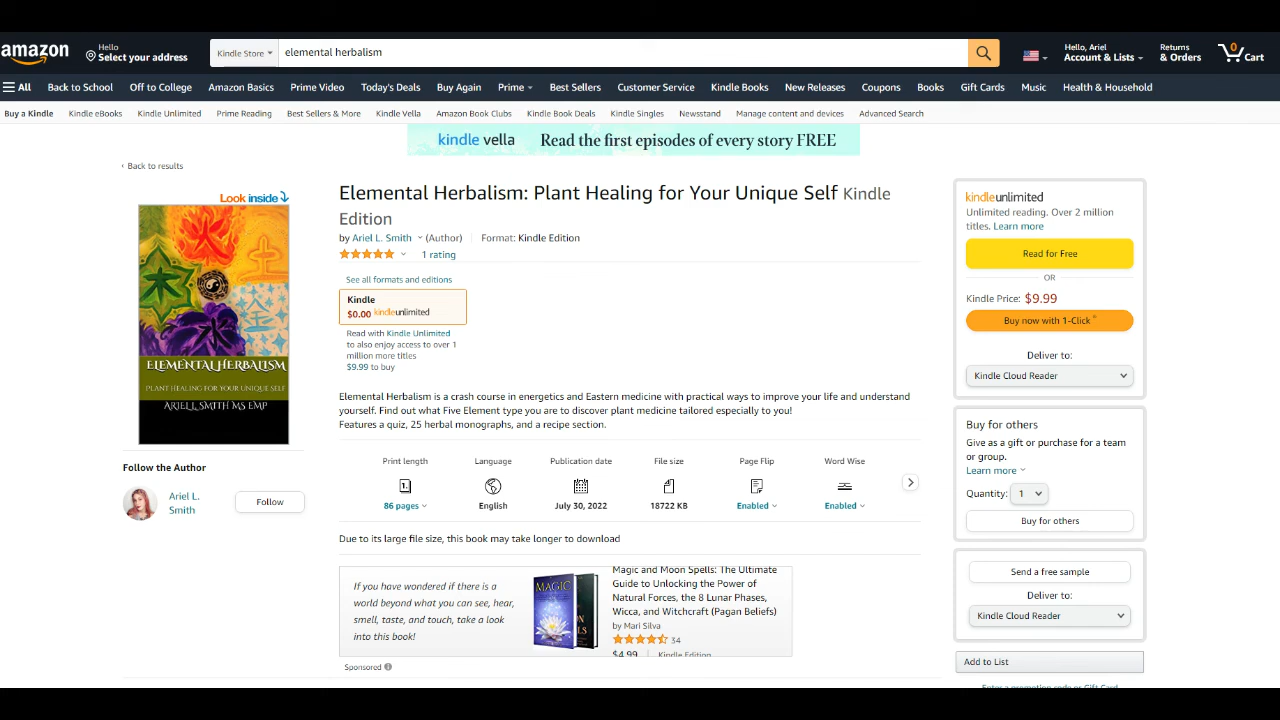 amazon
Hello
Select your address
Kindle Store
elemental herbalism
Hello, Ariel
Account & Lists
Returns
& Orders
0
Cart
All
Back to School
Off to College
Amazon Basics
Prime Video
Today's Deals
Buy Again
Prime
Best Sellers
Customer Service
Kindle Books
New Releases
Coupons
Books
Gift Cards
Music
Health & Household
Buy a Kindle
Kindle eBooks
Kindle Unlimited
Prime Reading
Best Sellers & More
Kindle Vella
Amazon Book Clubs
Kindle Book Deals
Kindle Singles
Newsstand
Manage content and devices
Advanced Search
kindle vella Read the first episodes of every story FREE
‹ Back to results
Look inside
ELEMENTAL HERBALISM
PLANT HEALING FOR YOUR UNIQUE SELF
ARIEL L SMITH MS EMP
Follow the Author
Ariel L.
Smith
Follow
Elemental Herbalism: Plant Healing for Your Unique Self Kindle
Edition
by Ariel L. Smith (Author) Format: Kindle Edition
1 rating
See all formats and editions
Kindle
$0.00 kindleunlimited
Read with Kindle Unlimited
to also enjoy access to over 1
million more titles
$9.99 to buy
Elemental Herbalism is a crash course in energetics and Eastern medicine with practical ways to improve your life and understand
yourself. Find out what Five Element type you are to discover plant medicine tailored especially to you!
Features a quiz, 25 herbal monographs, and a recipe section.
Print length
86 pages
Language
English
Publication date
July 30, 2022
File size
18722 KB
Page Flip
Enabled
Word Wise
Enabled
Due to its large file size, this book may take longer to download
If you have wondered if there is a
world beyond what you can see, hear,
smell, taste, and touch, take a look
into this book!
MAGIC
Magic and Moon Spells: The Ultimate
Guide to Unlocking the Power of
Natural Forces, the 8 Lunar Phases,
Wicca, and Witchcraft (Pagan Beliefs)
by Mari Silva
34
$4.99 Kindle Edition
Sponsored
kindleunlimited
Unlimited reading. Over 2 million
titles. Learn more
Read for Free
OR
Kindle Price: $9.99
Buy now with 1-Click ®
Deliver to:
Kindle Cloud Reader
Buy for others
Give as a gift or purchase for a team
or group.
Learn more
Quantity: 1
Buy for others
Send a free sample
Deliver to:
Kindle Cloud Reader
Add to List
Enter a promotion code or Gift Card